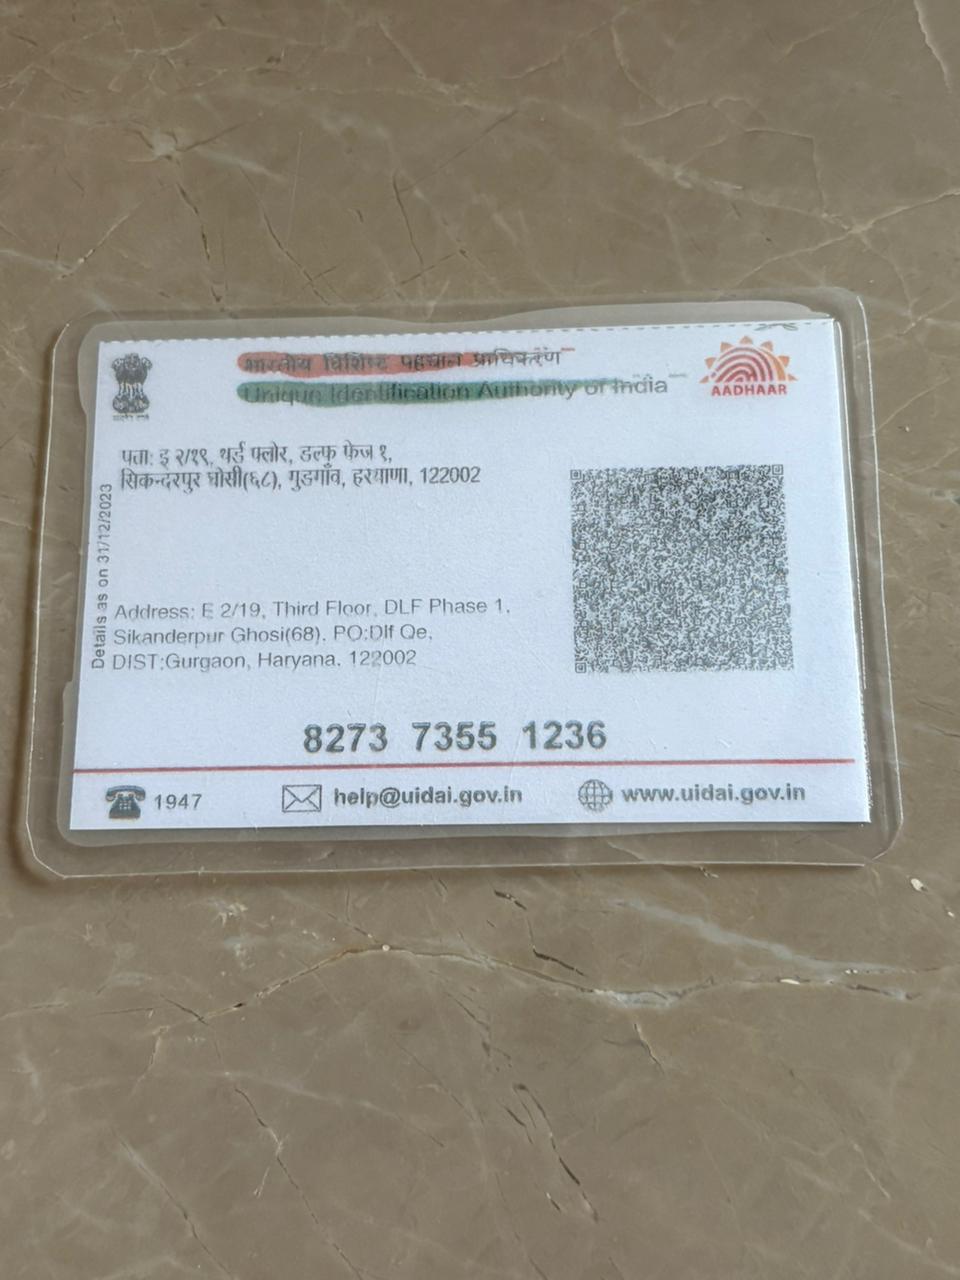 भारतीय विशिष्ट पहचान प्राधिकरण
Unique Identification Authority of India
AADHAAR
पता: इ २/१९, थर्ड फ्लोर, डल्फ फेज १,
सिकन्दरपुर घोसी(६८), गुडगाँव, हरयाणा, 122002
Details as on 31/12/2023
Address: E 2/19, Third Floor, DLF Phase 1,
Sikanderpur Ghosi(68), PO:Dlf Qe,
DIST:Gurgaon, Haryana, 122002
8273 7355 1236
1947 help@uidai.gov.in www.uidai.gov.in